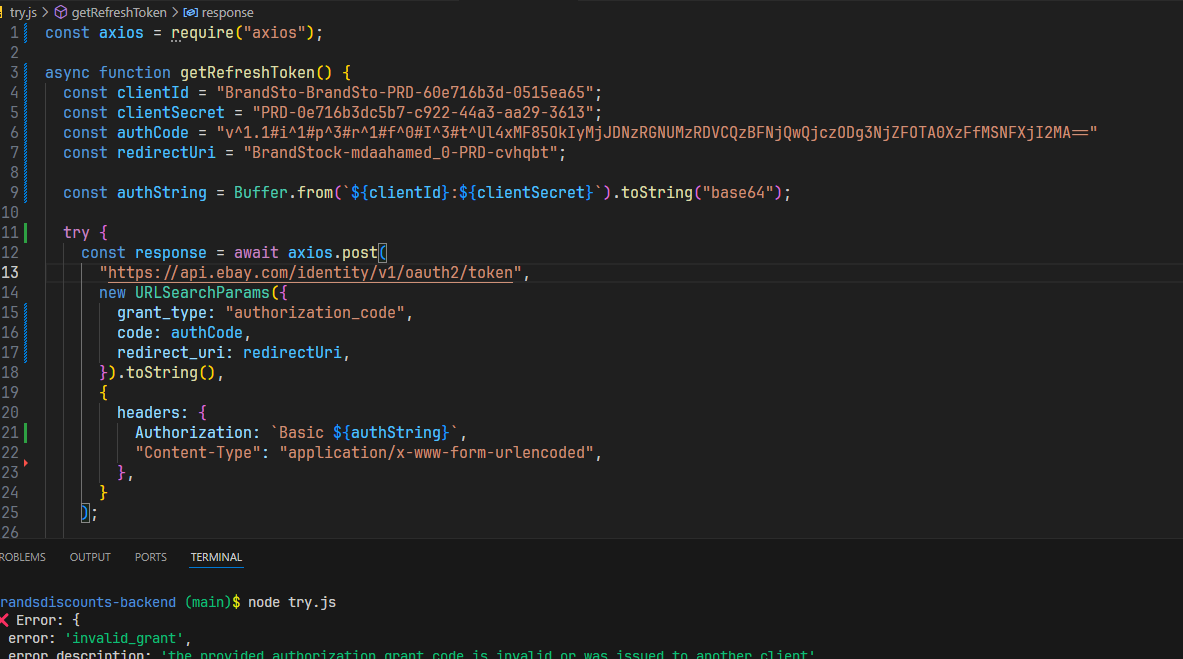 try.js > getRefreshToken > response
1 const axios = require("axios");
2
3 async function getRefreshToken() {
4 const clientId = "BrandSto-BrandSto-PRD-60e716b3d-0515ea65";
5 const clientSecret = "PRD-0e716b3dc5b7-c922-44a3-aa29-3613";
6 const authCode = "v^1.1#i^1#p^3#r^1#f^0#I^3#t^Ul4xMF85OkIyMjJDNzRGNUMzRDVCQzBFNjQwQjczODg3NjZFOTA0XzFfMSNFXjI2MA=="
7 const redirectUri = "BrandStock-mdaahamed_0-PRD-cvhqbt";
8
9 const authString = Buffer.from(`${clientId}:${clientSecret}`).toString("base64");
10
11 try {
12 const response = await axios.post(
13 "https://api.ebay.com/identity/v1/oauth2/token",
14 new URLSearchParams({
15 grant_type: "authorization_code",
16 code: authCode,
17 redirect_uri: redirectUri,
18 }).toString(),
19 {
20 headers: {
21 Authorization: `Basic ${authString}`,
22 "Content-Type": "application/x-www-form-urlencoded",
23 },
24 }
25 );
26
ROBLEMS OUTPUT PORTS TERMINAL
randsdiscounts-backend (main)$ node try.js
Error: {
error: 'invalid_grant',
error_description: 'the provided authorization grant code is invalid or was issued to another client'